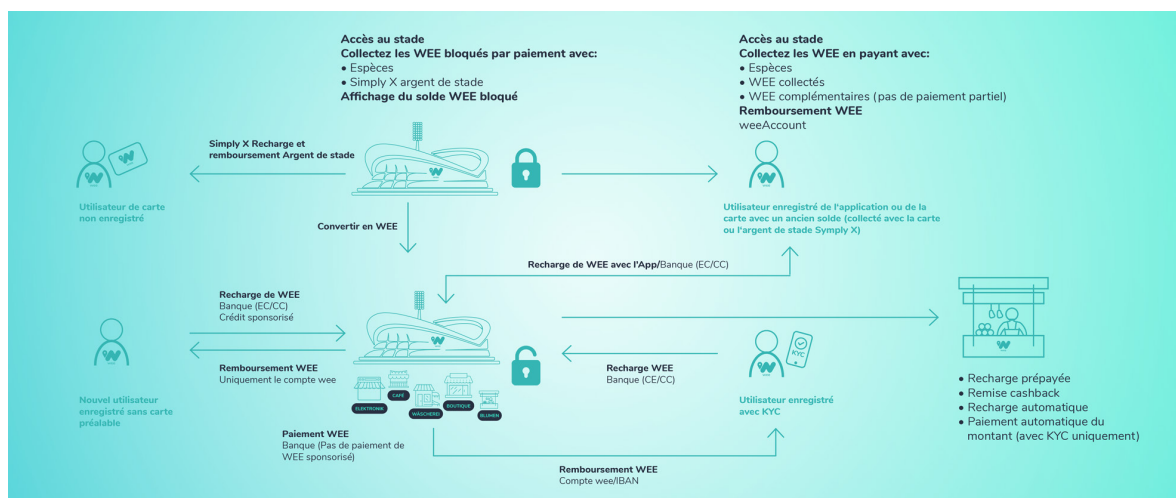 Accès au stade
Collectez les WEE bloqués par paiement avec:
• Espèces
• Simply X argent de stade
Affichage du solde WEE bloqué
Accès au stade
Collectez les WEE en payant avec:
• Espèces
• WEE collectés
• WEE complémentaires (pas de paiement partiel)
Remboursement WEE
weeAccount
Simply X Recharge et
remboursement Argent de stade
Utilisateur de carte
non enregistré
Utilisateur enregistré de l'application ou de la
carte avec un ancien solde (collecté avec la carte
ou l'argent de stade Symply X)
Convertir en WEE
Recharge de WEE avec l'App/Banque (EC/CC)
Recharge de WEE
Banque (EC/CC)
Crédit sponsorisé
Remboursement WEE
Uniquement le compte wee
Nouvel utilisateur
enregistré sans carte
préalable
ELEKTRONIK
CAFÉ
WÄSCHEREI
BOUTIQUE
BLUMEN
Recharge WEE
Banque (CE/CC)
KYC
Utilisateur enregistré
avec KYC
• Recharge prépayée
• Remise cashback
• Recharge automatique
• Paiement automatique du
montant (avec KYC uniquement)
Paiement WEE
Banque (Pas de paiement de
WEE sponsorisé)
Remboursement WEE
Compte wee/IBAN